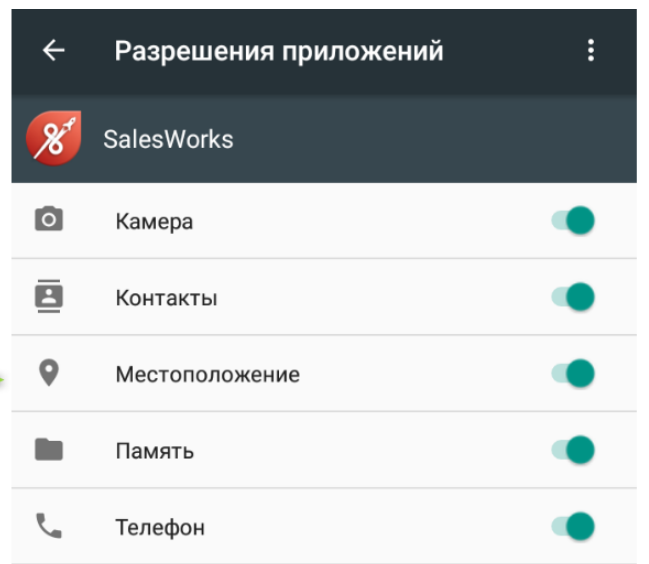 Разрешения приложений
SalesWorks
Камера
Контакты
Местоположение
Память
Телефон